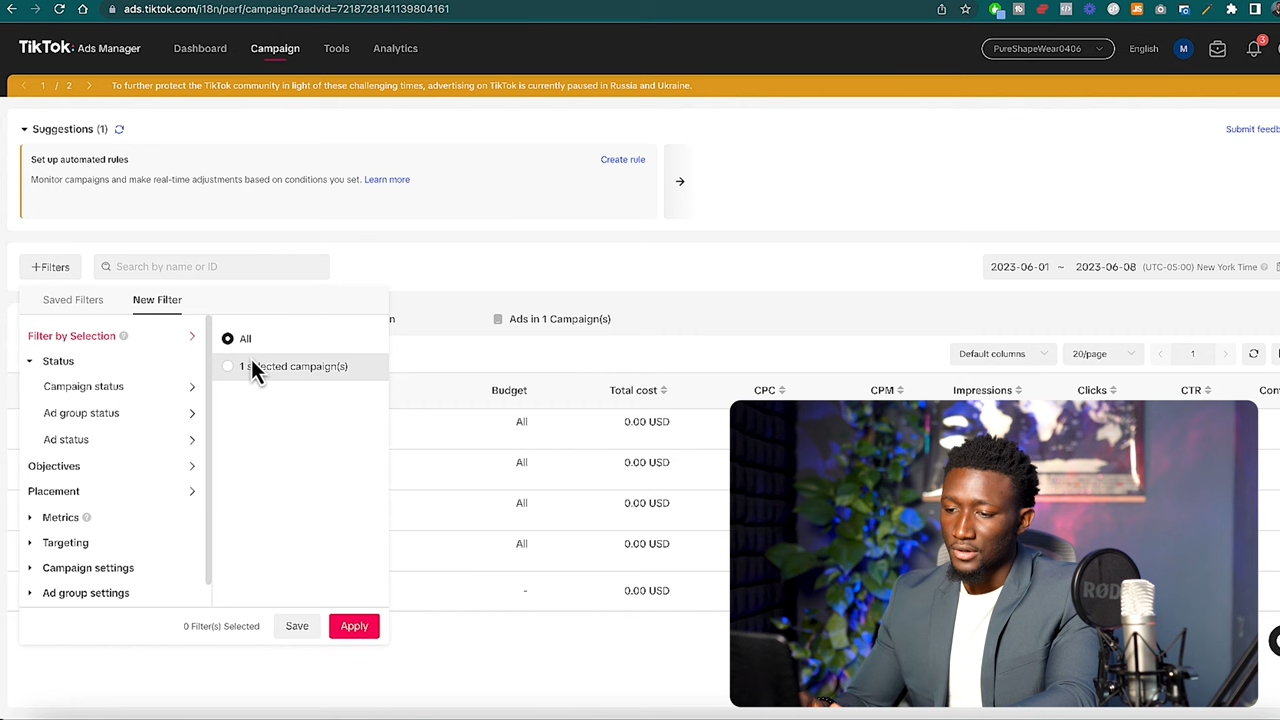 ads.tiktok.com/i18n/perf/campaign?aadvid=7218728141139804161
TikTok: Ads Manager Dashboard Campaign Tools Analytics PureShapeWear0406 English M 3
1 / 2 To further protect the TikTok community in light of these challenging times, advertising on TikTok is currently paused in Russia and Ukraine.
Suggestions (1) Submit feedb
Set up automated rules Create rule
Monitor campaigns and make real-time adjustments based on conditions you set. Learn more
+Filters Search by name or ID 2023-06-01 ~ 2023-06-08 (UTC-05:00) New York Time
Saved Filters New Filter
n Ads in 1 Campaign(s)
Filter by Selection All
Default columns 20/page 1
Status 1 selected campaign(s)
Campaign status Budget Total cost CPC CPM Impressions Clicks CTR Con
Ad group status All 0.00 USD
Ad status
Objectives All 0.00 USD
Placement All 0.00 USD
Metrics
Targeting All 0.00 USD
Campaign settings
Ad group settings - 0.00 USD
0 Filter(s) Selected Save Apply
RØDE